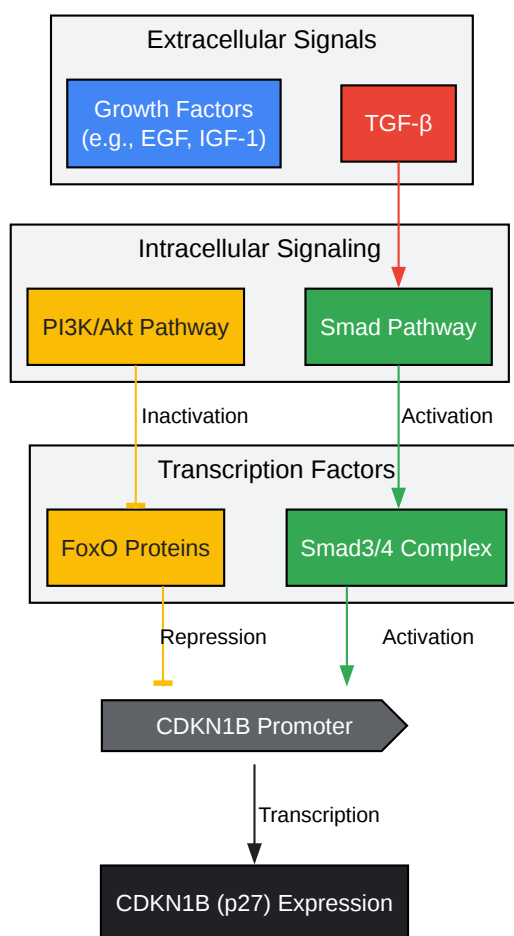 Extracellular Signals
Growth Factors
(e.g., EGF, IGF-1)
TGF-β
Intracellular Signaling
PI3K/Akt Pathway
Smad Pathway
Inactivation
Activation
Transcription Factors
FoxO Proteins
Smad3/4 Complex
Repression
Activation
CDKN1B Promoter
Transcription
CDKN1B (p27) Expression